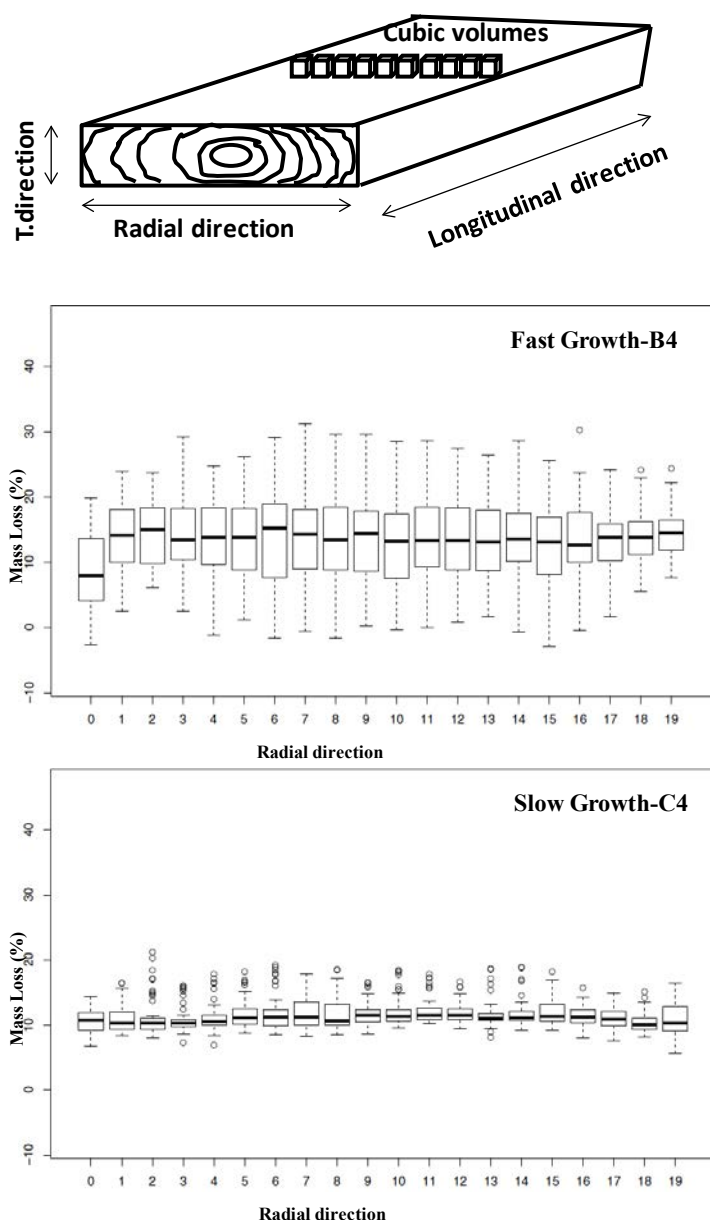 Cubic volumes
T.direction
Radial direction
Longitudinal direction
Fast Growth-B4
Mass Loss (%)
40
30
20
10
0
-10
0 1 2 3 4 5 6 7 8 9 10 11 12 13 14 15 16 17 18 19
Radial direction
Slow Growth-C4
Mass Loss (%)
40
30
20
10
0
-10
0 1 2 3 4 5 6 7 8 9 10 11 12 13 14 15 16 17 18 19
Radial direction